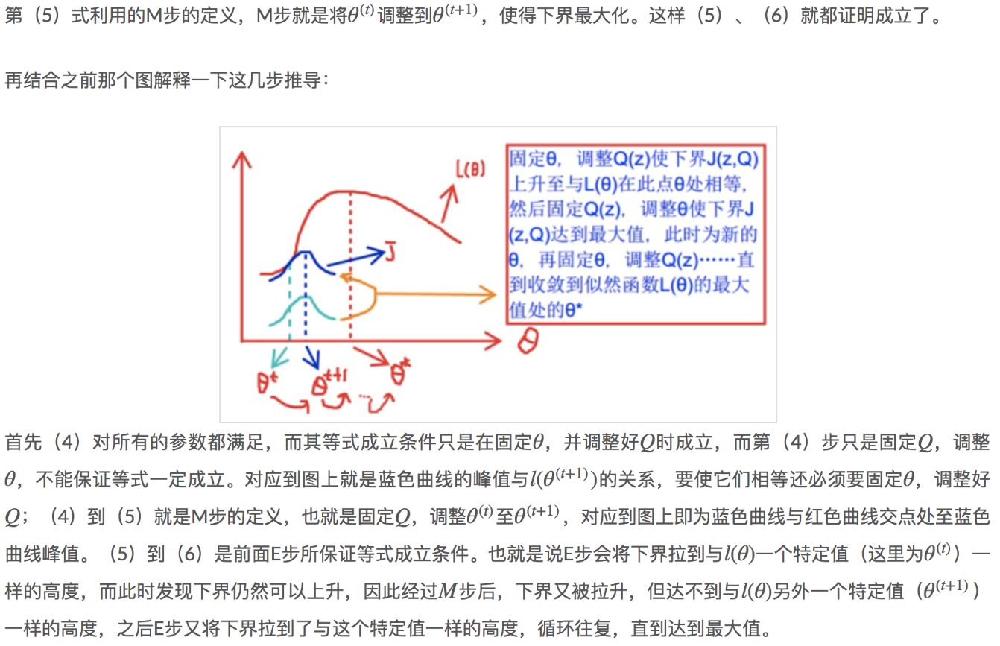 第（5）式利用的M步的定义，M步就是将θ(t)调整到θ(t+1)，使得下界最大化。这样（5）、（6）就都证明成立了。
再结合之前那个图解释一下这几步推导：
L(θ)
J
θ
θt
θt+1
...
θ*
固定θ，调整Q(z)使下界J(z,Q)
上升至与L(θ)在此点θ处相等，
然后固定Q(z)，调整θ使下界J
(z,Q)达到最大值，此时为新的
θ，再固定θ，调整Q(z)……直
到收敛到似然函数L(θ)的最大
值处的θ*
首先（4）对所有的参数都满足，而其等式成立条件只是在固定θ，并调整好Q时成立，而第（4）步只是固定Q，调整
θ，不能保证等式一定成立。对应到图上就是蓝色曲线的峰值与l(θ(t+1))的关系，要使它们相等还必须要固定θ，调整好
Q；（4）到（5）就是M步的定义，也就是固定Q，调整θ(t)至θ(t+1)，对应到图上即为蓝色曲线与红色曲线交点处至蓝色
曲线峰值。（5）到（6）是前面E步所保证等式成立条件。也就是说E步会将下界拉到与l(θ)一个特定值（这里为θ(t)）一
样的高度，而此时发现下界仍然可以上升，因此经过M步后，下界又被拉升，但达不到与l(θ)另外一个特定值（θ(t+1)）
一样的高度，之后E步又将下界拉到了与这个特定值一样的高度，循环往复，直到达到最大值。